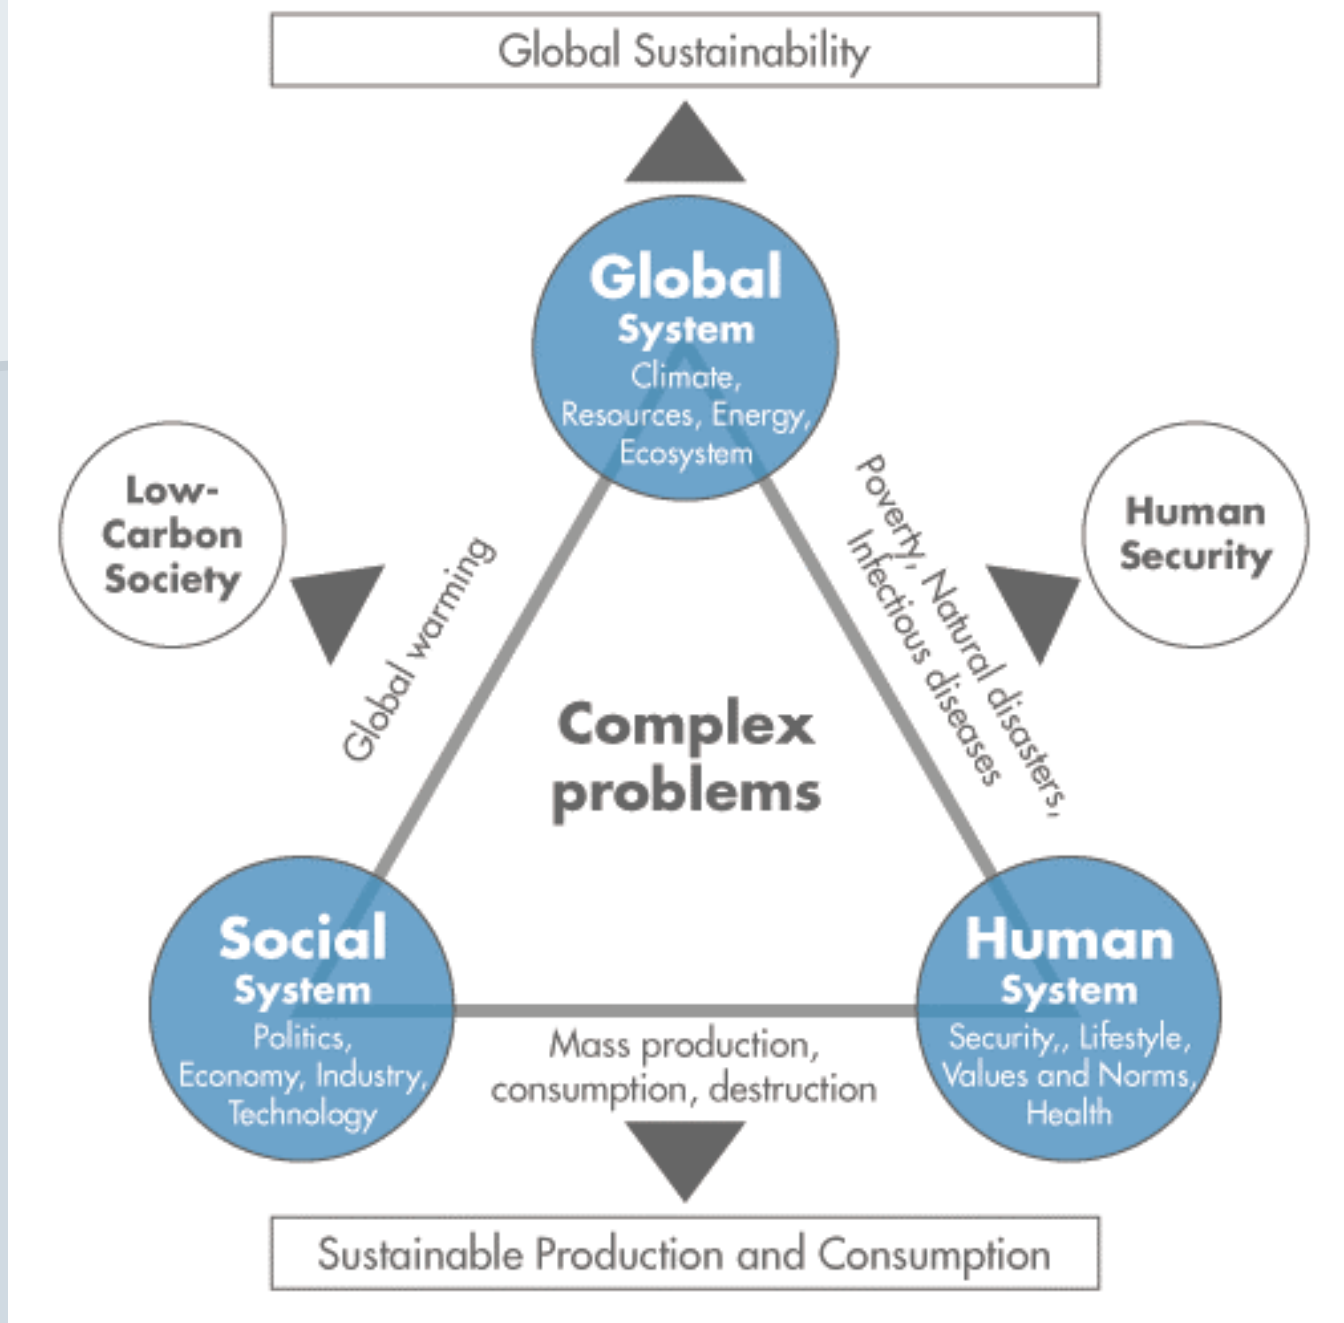 Global Sustainability
Global
System
Climate,
Resources, Energy,
Ecosystem
Low-
Carbon
Society
Global warming
Poverty, Natural disasters,
Infectious diseases
Human
Security
Complex
problems
Social
System
Politics,
Economy, Industry,
Technology
Mass production,
consumption, destruction
Human
System
Security,, Lifestyle,
Values and Norms,
Health
Sustainable Production and Consumption